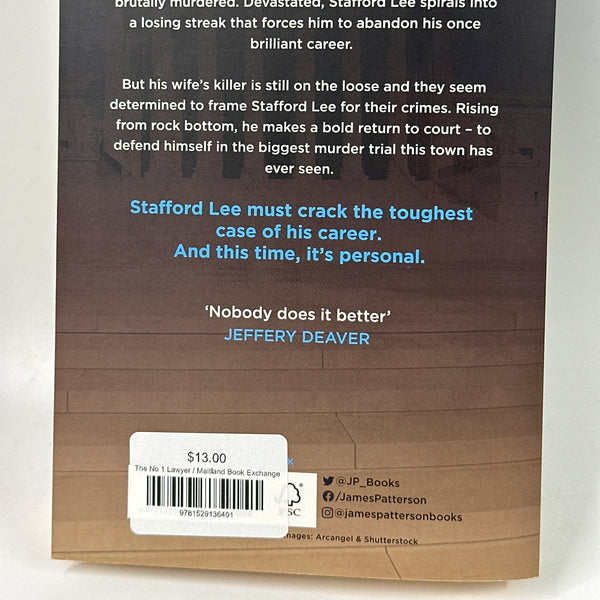 brutally murdered. Devastated, Stafford Lee spirals into
a losing streak that forces him to abandon his once
brilliant career.
But his wife's killer is still on the loose and they seem
determined to frame Stafford Lee for their crimes. Rising
from rock bottom, he makes a bold return to court – to
defend himself in the biggest murder trial this town has
ever seen.
Stafford Lee must crack the toughest
case of his career.
And this time, it's personal.
‘Nobody does it better’
JEFFERY DEAVER
$13.00
The No 1 Lawyer / Maitland Book Exchange
9781529136401
@JP_Books
/JamesPatterson
@jamespattersonbooks
Arcangel & Shutterstock